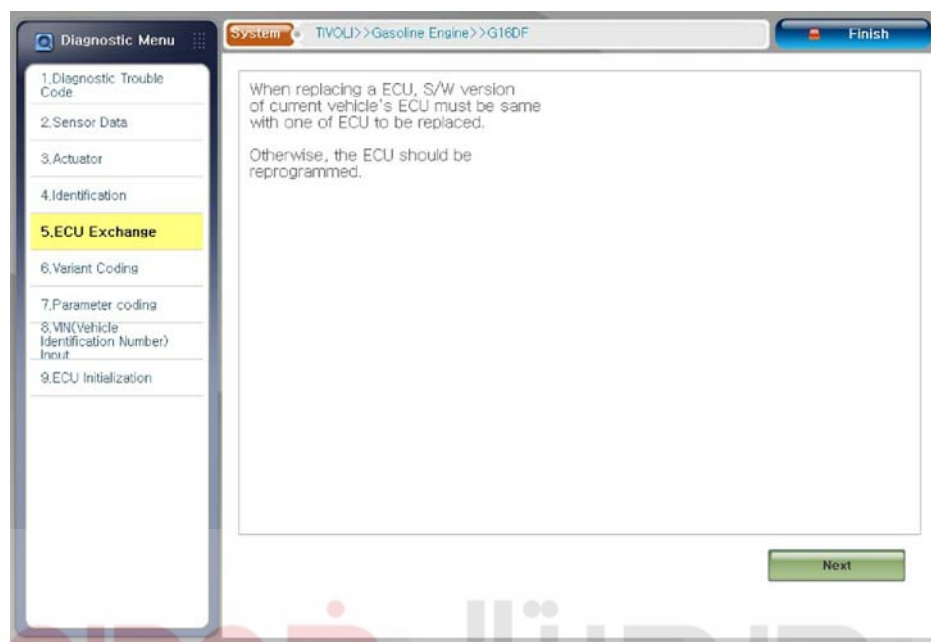 Diagnostic Menu
System
TIVOLI>>Gasoline Engine>>G16DF
Finish
1.Diagnostic Trouble
Code
2.Sensor Data
3.Actuator
4.Identification
5.ECU Exchange
6.Variant Coding
7.Parameter coding
8.VIN(Vehicle
Identification Number)
Input
9.ECU Initialization
When replacing a ECU, S/W version
of current vehicle's ECU must be same
with one of ECU to be replaced.
Otherwise, the ECU should be
reprogrammed.
Next